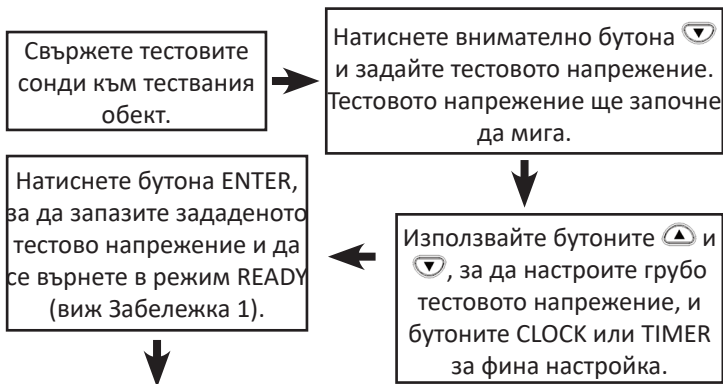 Свържете тестовите
сонди към тествания
обект.
Натиснете внимателно бутона ▼
и задайте тестовото напрежение.
Тестовото напрежение ще започне
да мига.
Използвайте бутоните ▲ и
▼, за да настроите грубо
тестовото напрежение, и
бутоните CLOCK или TIMER
за фина настройка.
Натиснете бутона ENTER,
за да запазите зададеното
тестово напрежение и да
се върнете в режим READY
(виж Забележка 1).